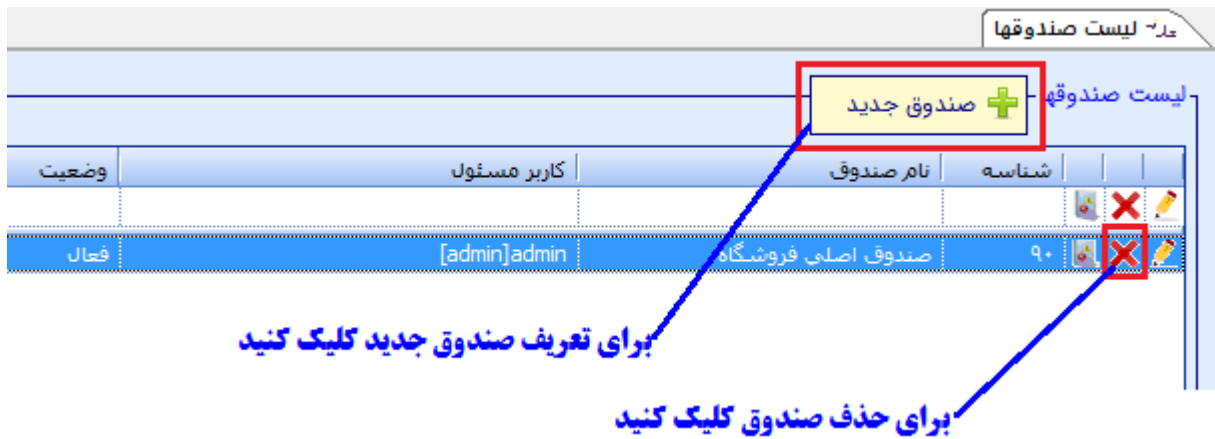 لیست صندوقها
لیست صندوقها
صندوق جدید
شناسه نام صندوق کاربر مسئول وضعیت
۹۰ صندوق اصلی فروشگاه admin[admin] فعال
برای تعریف صندوق جدید کلیک کنید
برای حذف صندوق کلیک کنید